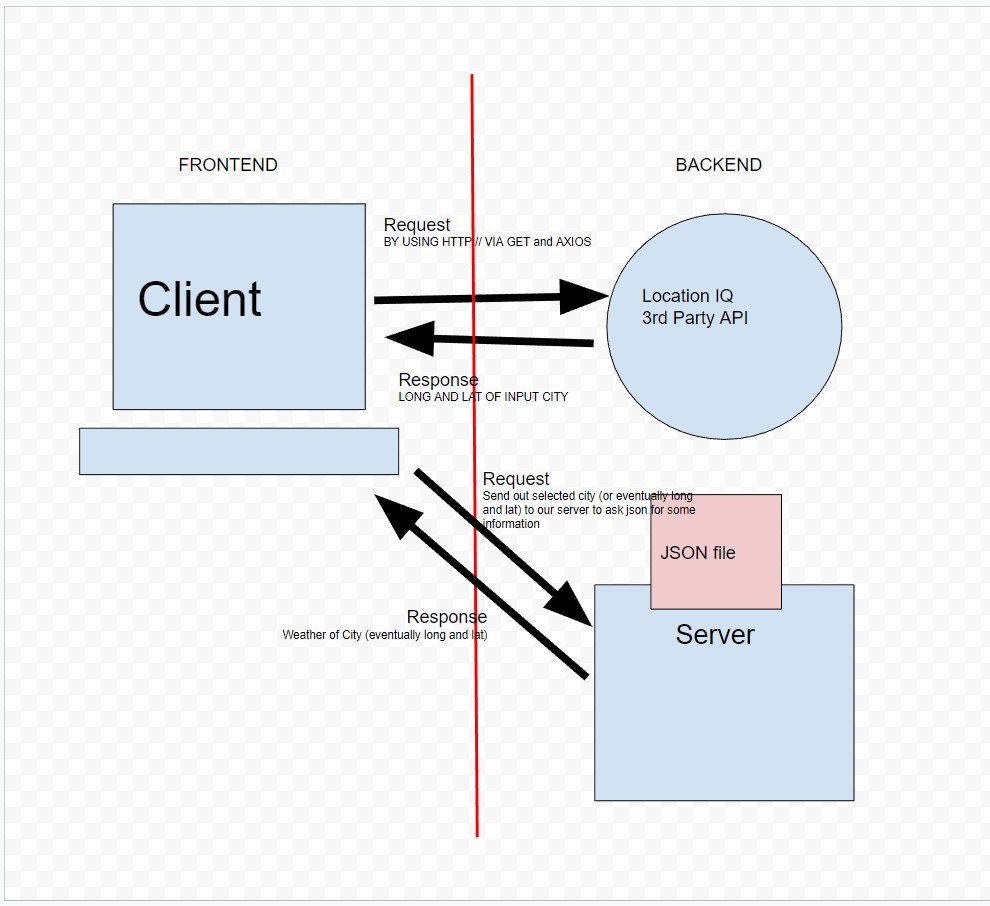 FRONTEND
BACKEND
Request
BY USING HTTP:// VIA GET and AXIOS
Client
Location IQ
3rd Party API
Response
LONG AND LAT OF INPUT CITY
Request
Send out selected city (or eventually long
and lat) to our server to ask json for some
information
JSON file
Response
Weather of City (eventually long and lat)
Server